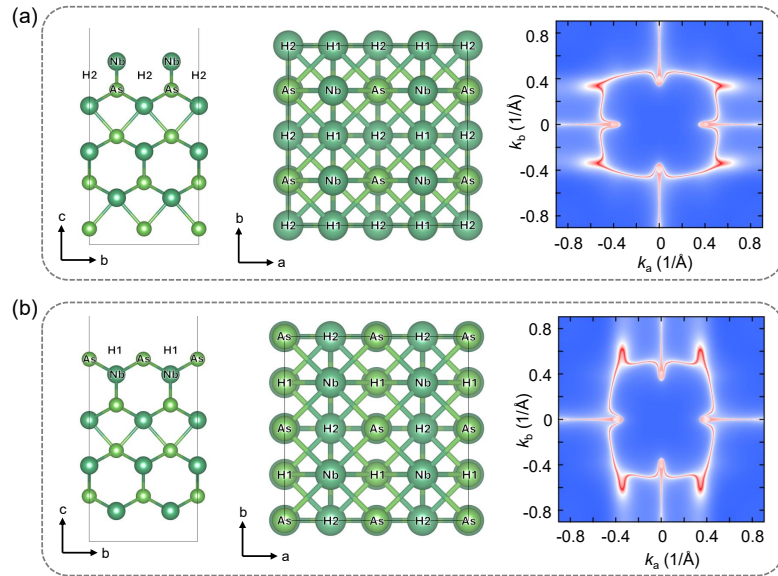 (a)
Nb Nb
H2 H2 H2
As As
c
b
H2 H1 H2 H1 H2
As Nb As Nb As
H2 H1 H2 H1 H2
As Nb As Nb As
H2 H1 H2 H1 H2
b
a
0.8
0.4
0
-0.4
-0.8
kb (1/Å)
-0.8 -0.4 0 0.4 0.8
ka (1/Å)
(b)
H1 H1
As As As
Nb Nb
c
b
As H2 As H2 As
H1 Nb H1 Nb H1
As H2 As H2 As
H1 Nb H1 Nb H1
As H2 As H2 As
b
a
0.8
0.4
0
-0.4
-0.8
kb (1/Å)
-0.8 -0.4 0 0.4 0.8
ka (1/Å)